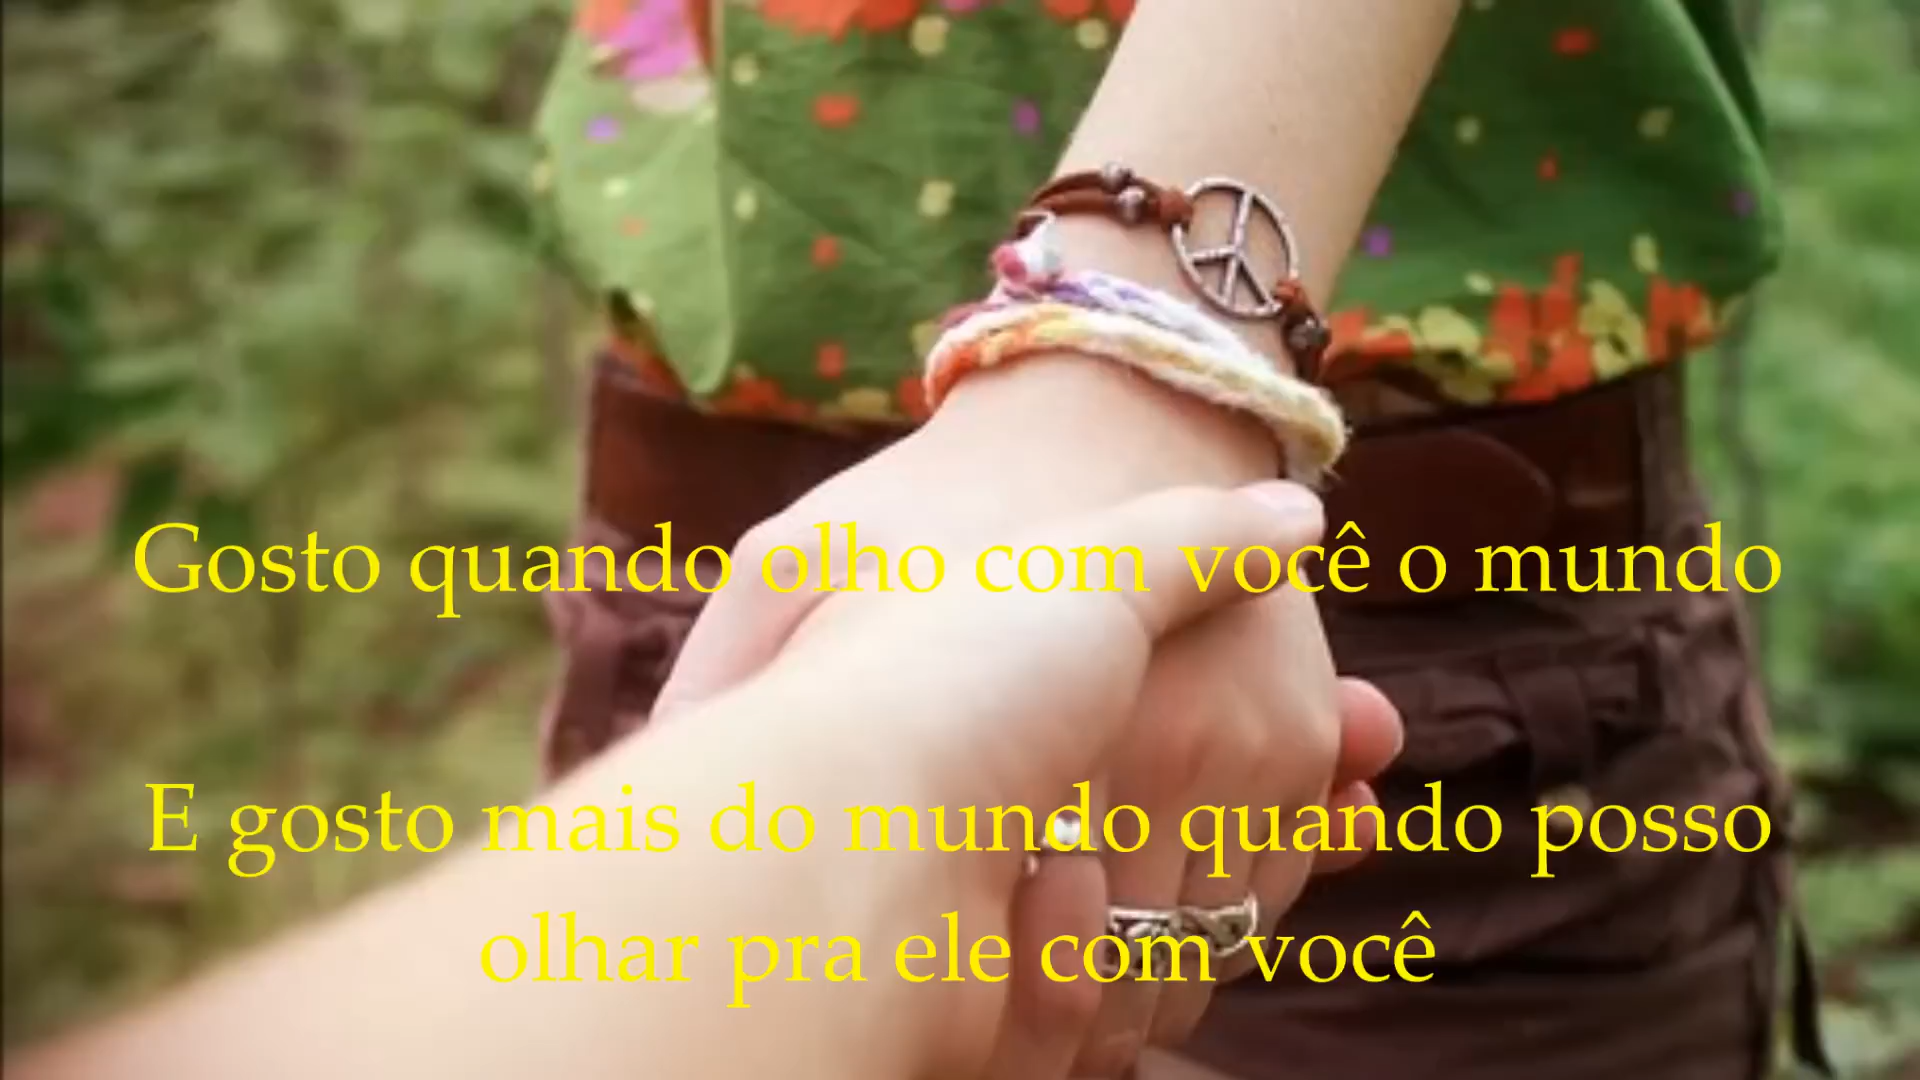 Gosto quando olho com você o mundo
E gosto mais do mundo quando posso
olhar pra ele com você